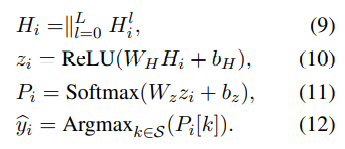 H_i = ∥_{l=0}^{L} H_i^l, (9)
z_i = ReLU(W_H H_i + b_H), (10)
P_i = Softmax(W_z z_i + b_z), (11)
ŷ_i = Argmax_{k∈𝒮}(P_i[k]). (12)